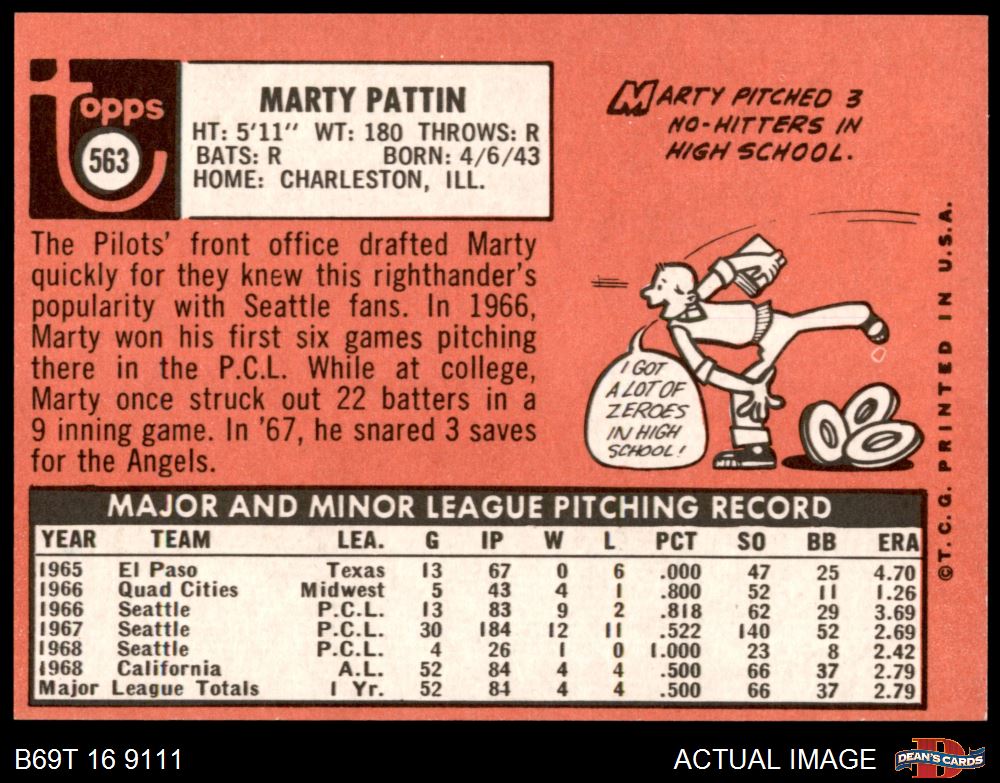 topps
563
MARTY PATTIN
HT: 5'11" WT: 180 THROWS: R
BATS: R BORN: 4/6/43
HOME: CHARLESTON, ILL.
MARTY PITCHED 3
NO-HITTERS IN
HIGH SCHOOL.
The Pilots' front office drafted Marty
quickly for they knew this righthander's
popularity with Seattle fans. In 1966,
Marty won his first six games pitching
there in the P.C.L. While at college,
Marty once struck out 22 batters in a
9 inning game. In '67, he snared 3 saves
for the Angels.
I GOT
A LOT OF
ZEROES
IN HIGH
SCHOOL!
©T.C.G. PRINTED IN U.S.A.
MAJOR AND MINOR LEAGUE PITCHING RECORD
YEAR TEAM LEA. G IP W L PCT SO BB ERA
1965 El Paso Texas 13 67 0 6 .000 47 25 4.70
1966 Quad Cities Midwest 5 43 4 1 .800 52 11 1.26
1966 Seattle P.C.L. 13 83 9 2 .818 62 29 3.69
1967 Seattle P.C.L. 30 184 12 11 .522 140 52 2.69
1968 Seattle P.C.L. 4 26 1 0 1.000 23 8 2.42
1968 California A.L. 52 84 4 4 .500 66 37 2.79
Major League Totals 1 Yr. 52 84 4 4 .500 66 37 2.79
B69T 16 9111
ACTUAL IMAGE
DEAN'S CARDS